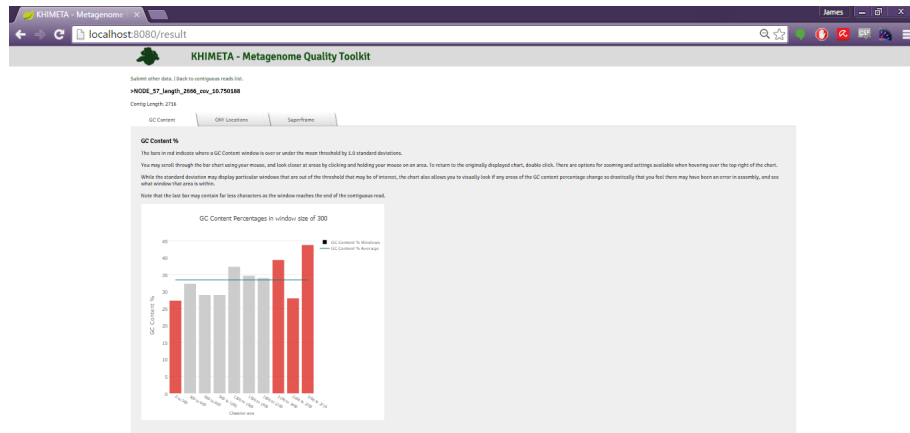 KHIMETA - Metagenome
James
localhost:8080/result
KHIMETA - Metagenome Quality Toolkit
Submit other data. | Back to contiguous reads list.
>NODE_57_length_2666_cov_10.750188
Contig Length: 2716
GC Content
ORF Locations
Superframe
GC Content %
The bars in red indicate where a GC Content window is over or under the mean threshold by 1.0 standard deviations.
You may scroll through the bar chart using your mouse, and look closer at areas by clicking and holding your mouse on an area. To return to the originally displayed chart, double click. There are options for zooming and settings available when hovering over the top right of the chart.
While the standard deviation may display particular windows that are out of the threshold that may be of interest, the chart also allows you to visually look if any areas of the GC content percentage change so drastically that you feel there may have been an error in assembly, and see
what window that area is within.
Note that the last bar may contain far less characters as the window reaches the end of the contiguous read.
GC Content Percentages in window size of 300
GC Content % Windows
GC Content % Average
GC Content %
45
40
35
30
25
20
15
10
5
0
Character area